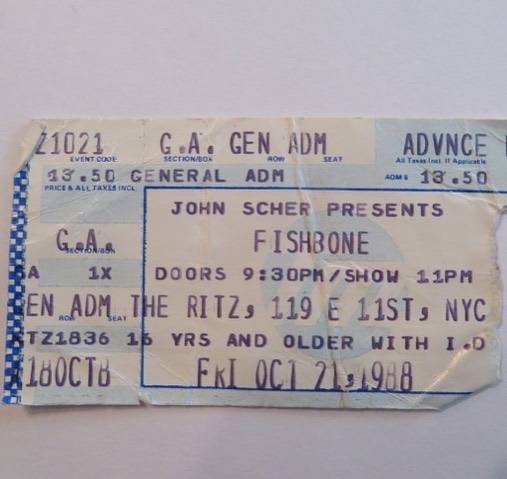 Z1021 G.A. GEN ADM ADVNCE
EVENT CODE SECTION/BOX ROW SEAT All Taxes Incl. If Applicable
13.50 GENERAL ADM ADM $ 13.50
PRICE & ALL TAXES INCL
JOHN SCHER PRESENTS
G.A. FISHBONE
SECTION/BOX
A 1X DOORS 9:30PM/SHOW 11PM
EN ADM THE RITZ, 119 E 11ST, NYC
ROW SEAT
TZ1836 16 YRS AND OLDER WITH I.D
18OCT8 FRI OCT 21,1988